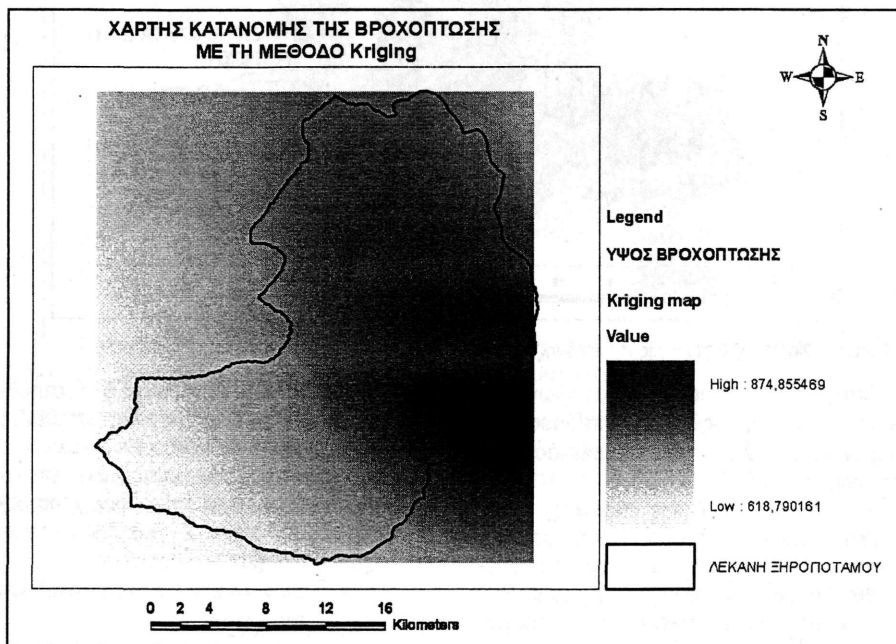 ΧΑΡΤΗΣ ΚΑΤΑΝΟΜΗΣ ΤΗΣ ΒΡΟΧΟΠΤΩΣΗΣ
ΜΕ ΤΗ ΜΕΘΟΔΟ Kriging
N
W E
S
Legend
ΥΨΟΣ ΒΡΟΧΟΠΤΩΣΗΣ
Kriging map
Value
High : 874,855469
Low : 618,790161
ΛΕΚΑΝΗ ΞΗΡΟΠΟΤΑΜΟΥ
0 2 4 8 12 16
Kilometers